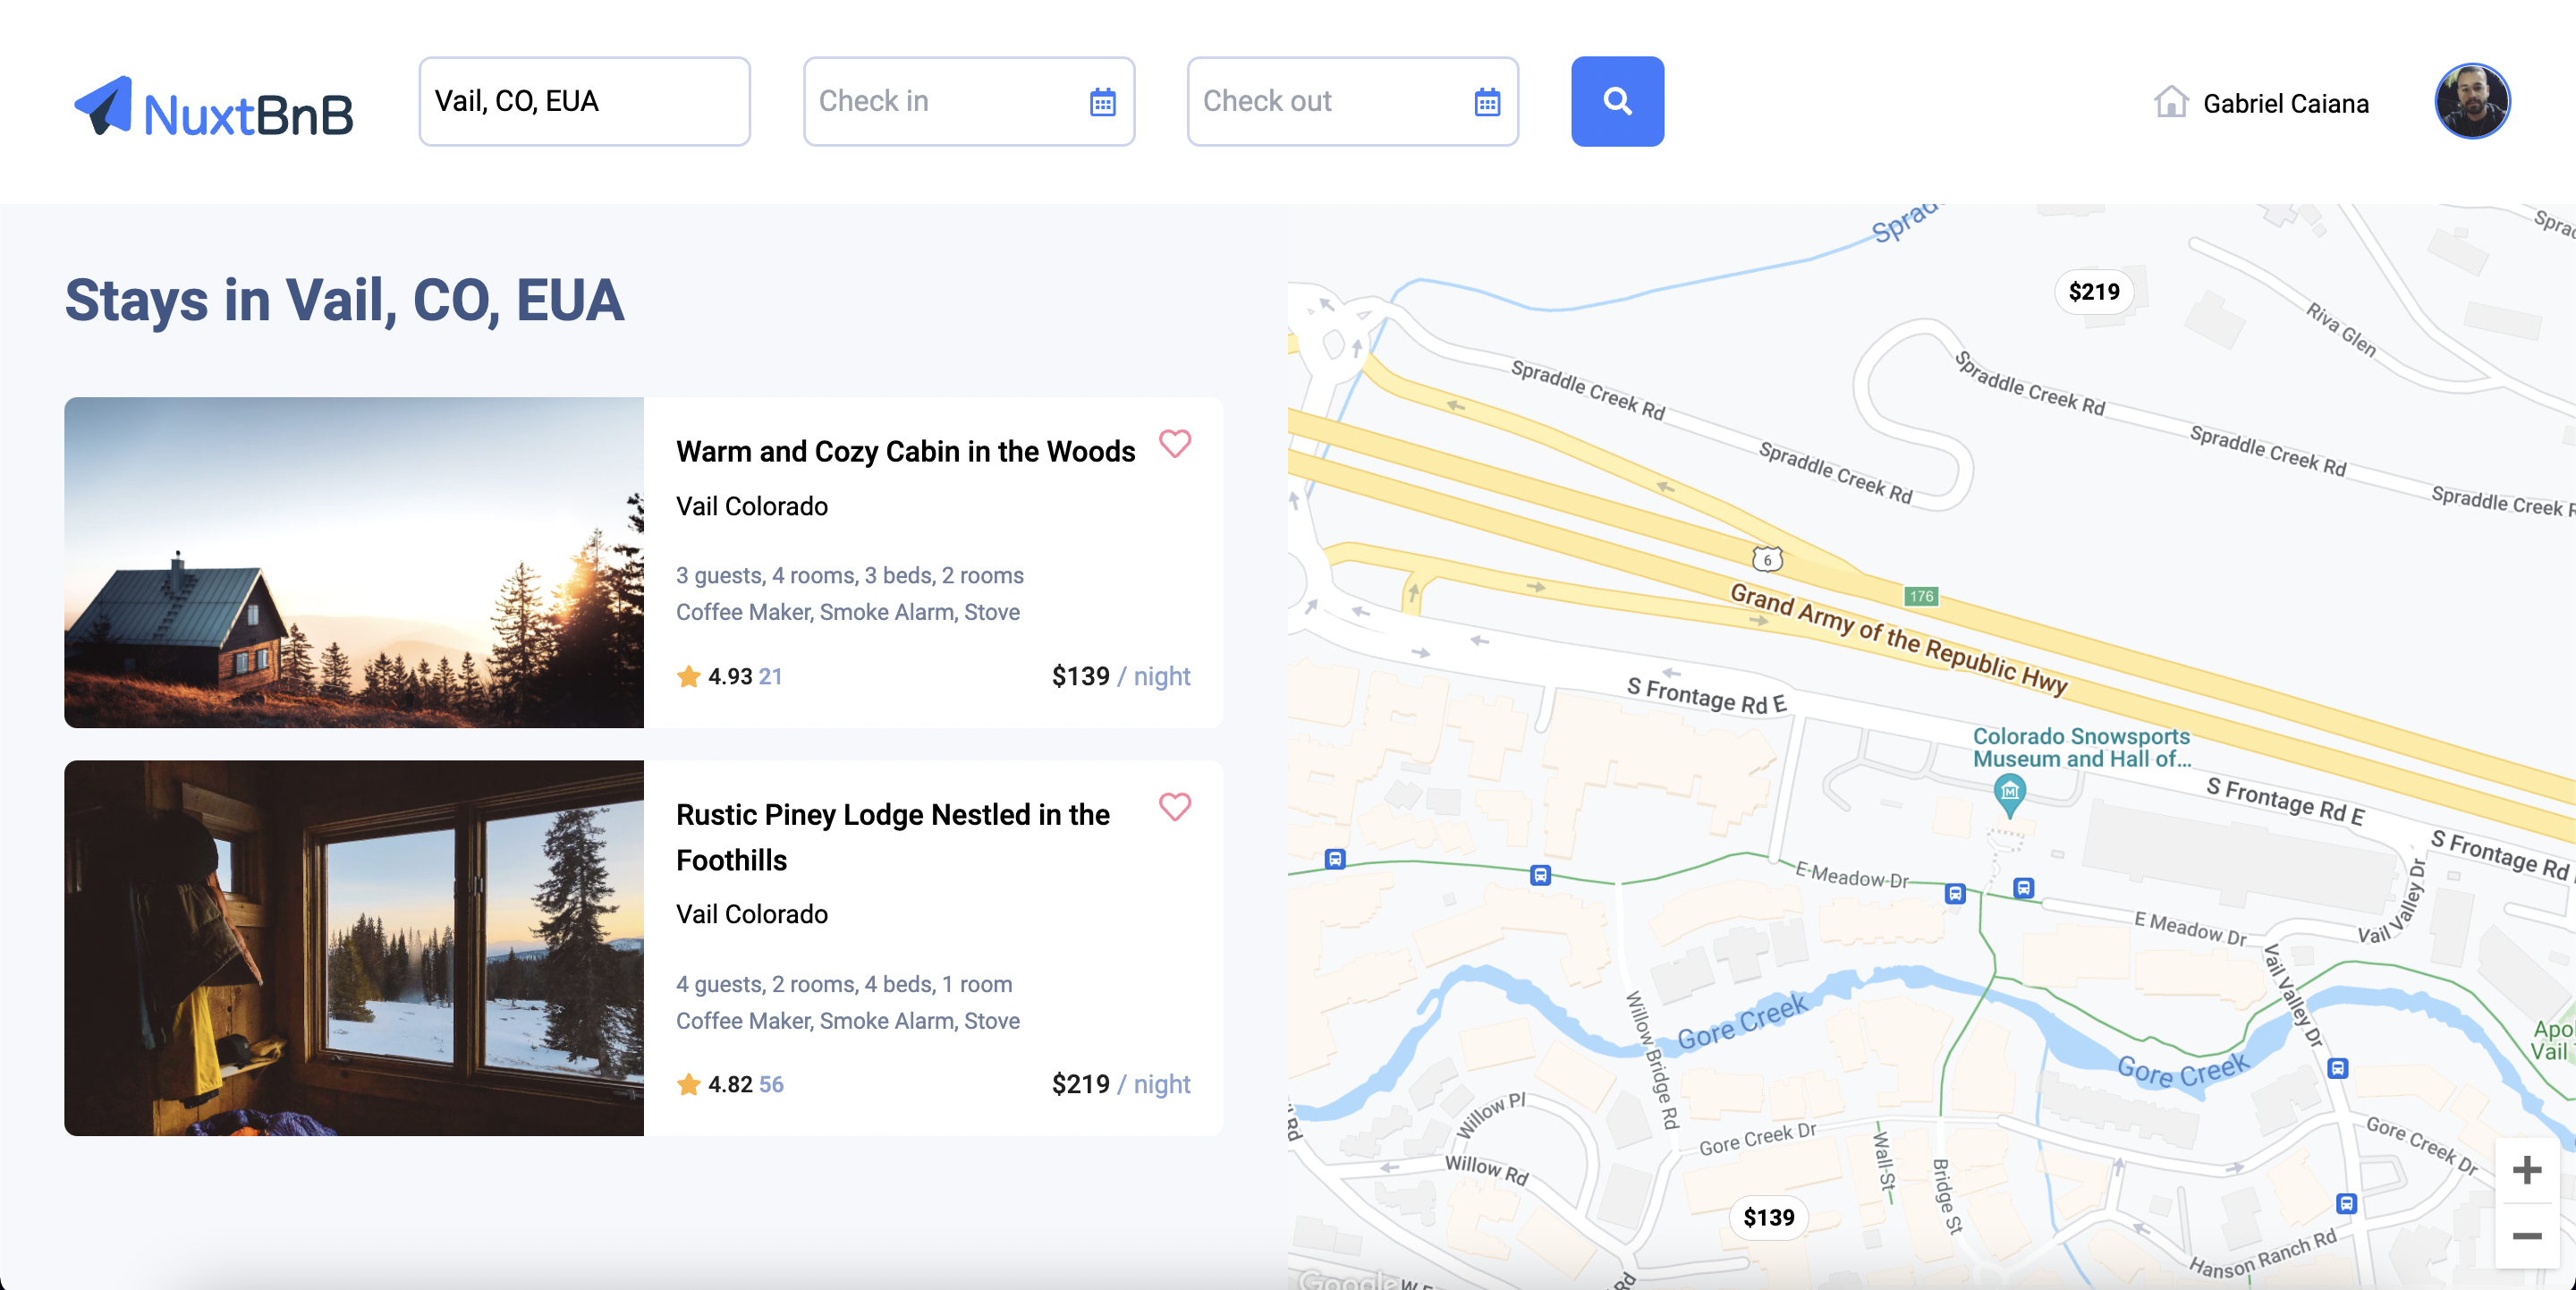 NuxtBnB
Vail, CO, EUA
Check in
Check out
Gabriel Caiana
Stays in Vail, CO, EUA
Warm and Cozy Cabin in the Woods
Vail Colorado
3 guests, 4 rooms, 3 beds, 2 rooms
Coffee Maker, Smoke Alarm, Stove
4.93 21
$139 / night
Rustic Piney Lodge Nestled in the
Foothills
Vail Colorado
4 guests, 2 rooms, 4 beds, 1 room
Coffee Maker, Smoke Alarm, Stove
4.82 56
$219 / night
$219
Riva Glen
Spraddle Creek Rd
Spraddle Creek Rd
Spraddle Creek Rd
Spraddle Creek Rd
Spraddle Creek R
6
176
Grand Army of the Republic Hwy
S Frontage Rd E
Colorado Snowsports
Museum and Hall of...
M
S Frontage Rd E
S Frontage Rd
E Meadow Dr
E Meadow Dr
Vail Valley Dr
Vail Valley Dr
Willow Bridge Rd
Gore Creek
Gore Creek
Apo
Vail
Willow Pl
Willow Rd
Gore Creek Dr
Gore Creek Dr
Wall St
Bridge St
$139
Hanson Ranch Rd
Rd
Rd
Google
+
−